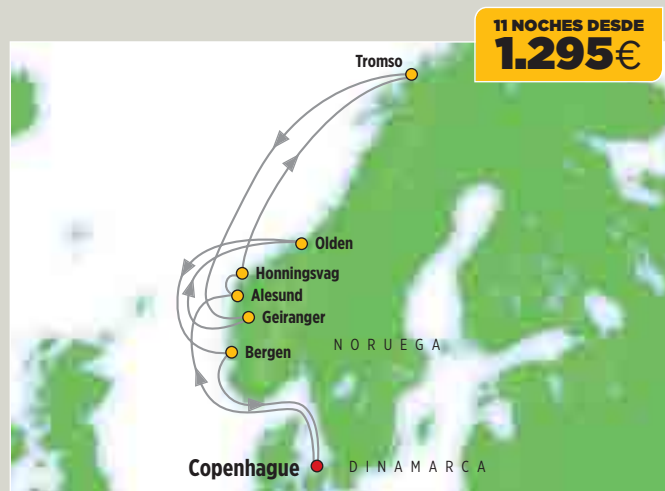 11 NOCHES DESDE
1.295€
Tromso
Olden
Honningsvag
Alesund
Geiranger
Bergen
NORUEGA
Copenhague
DINAMARCA